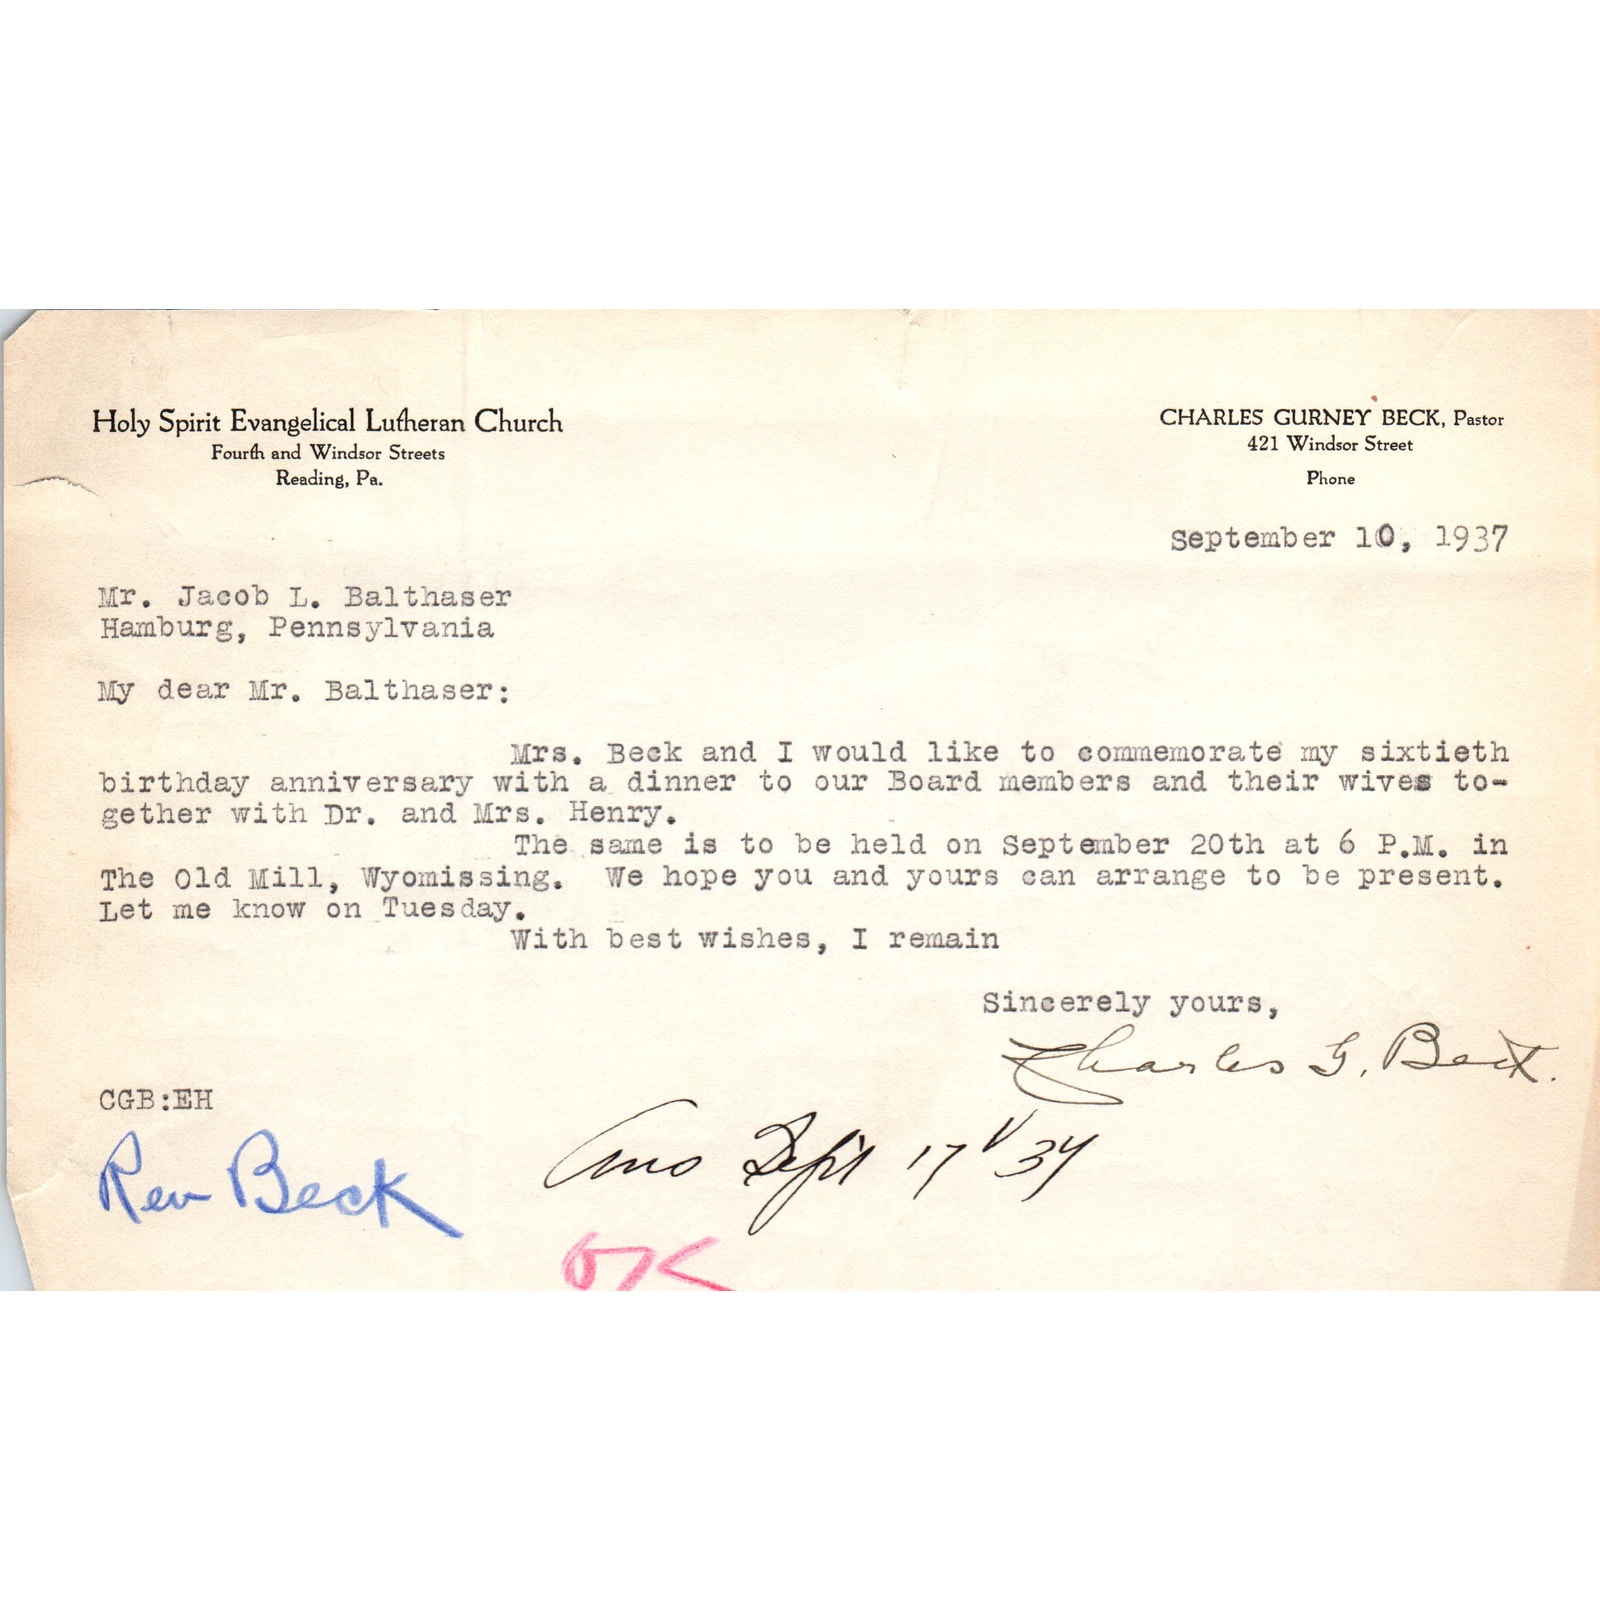 Holy Spirit Evangelical Lutheran Church
Fourth and Windsor Streets
Reading, Pa.
CHARLES GURNEY BECK, Pastor
421 Windsor Street
Phone
September 10, 1937
Mr. Jacob L. Balthaser
Hamburg, Pennsylvania
My dear Mr. Balthaser:
Mrs. Beck and I would like to commemorate my sixtieth
birthday anniversary with a dinner to our Board members and their wives to-
gether with Dr. and Mrs. Henry.
The same is to be held on September 20th at 6 P.M. in
The Old Mill, Wyomissing. We hope you and yours can arrange to be present.
Let me know on Tuesday.
With best wishes, I remain
Sincerely yours,
Charles G. Beck.
CGB:EH
Rev Beck
Ans Sept 17 37
OK